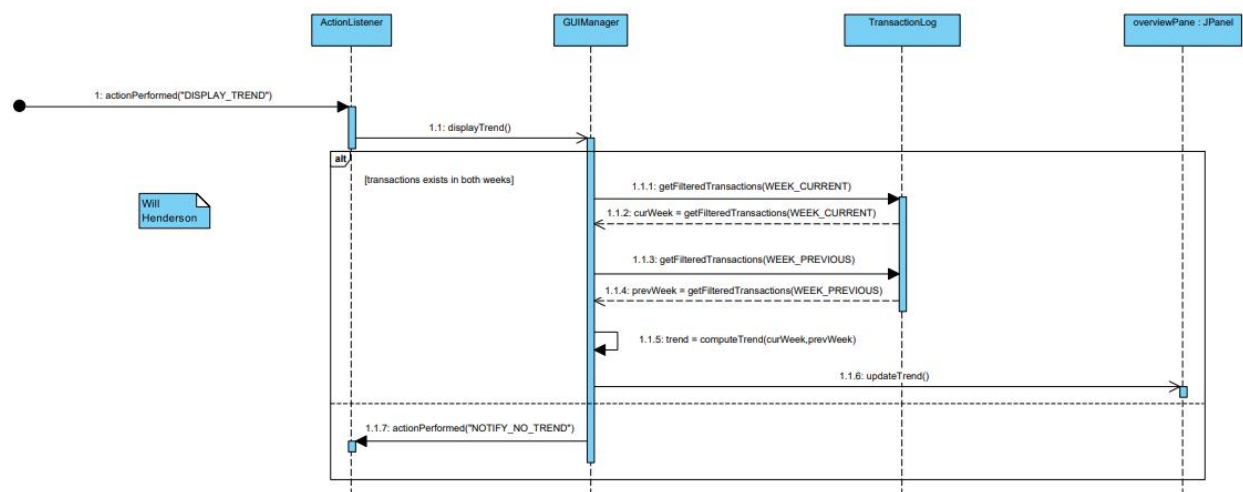 ActionListener
GUIManager
TransactionLog
overviewPane : JPanel
1: actionPerformed("DISPLAY_TREND")
1.1: displayTrend()
alt
[transactions exists in both weeks]
1.1.1: getFilteredTransactions(WEEK_CURRENT)
Will
Henderson
1.1.2: curWeek = getFilteredTransactions(WEEK_CURRENT)
1.1.3: getFilteredTransactions(WEEK_PREVIOUS)
1.1.4: prevWeek = getFilteredTransactions(WEEK_PREVIOUS)
1.1.5: trend = computeTrend(curWeek,prevWeek)
1.1.6: updateTrend()
1.1.7: actionPerformed("NOTIFY_NO_TREND")